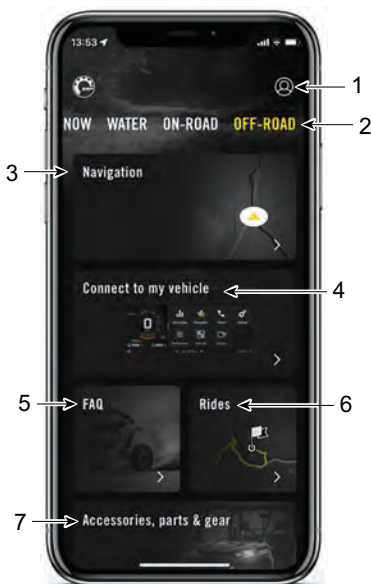 13:53
1
NOW WATER ON-ROAD OFF-ROAD
2
3
Navigation
Connect to my vehicle
4
0
5
FAQ
Rides
6
7
Accessories, parts & gear